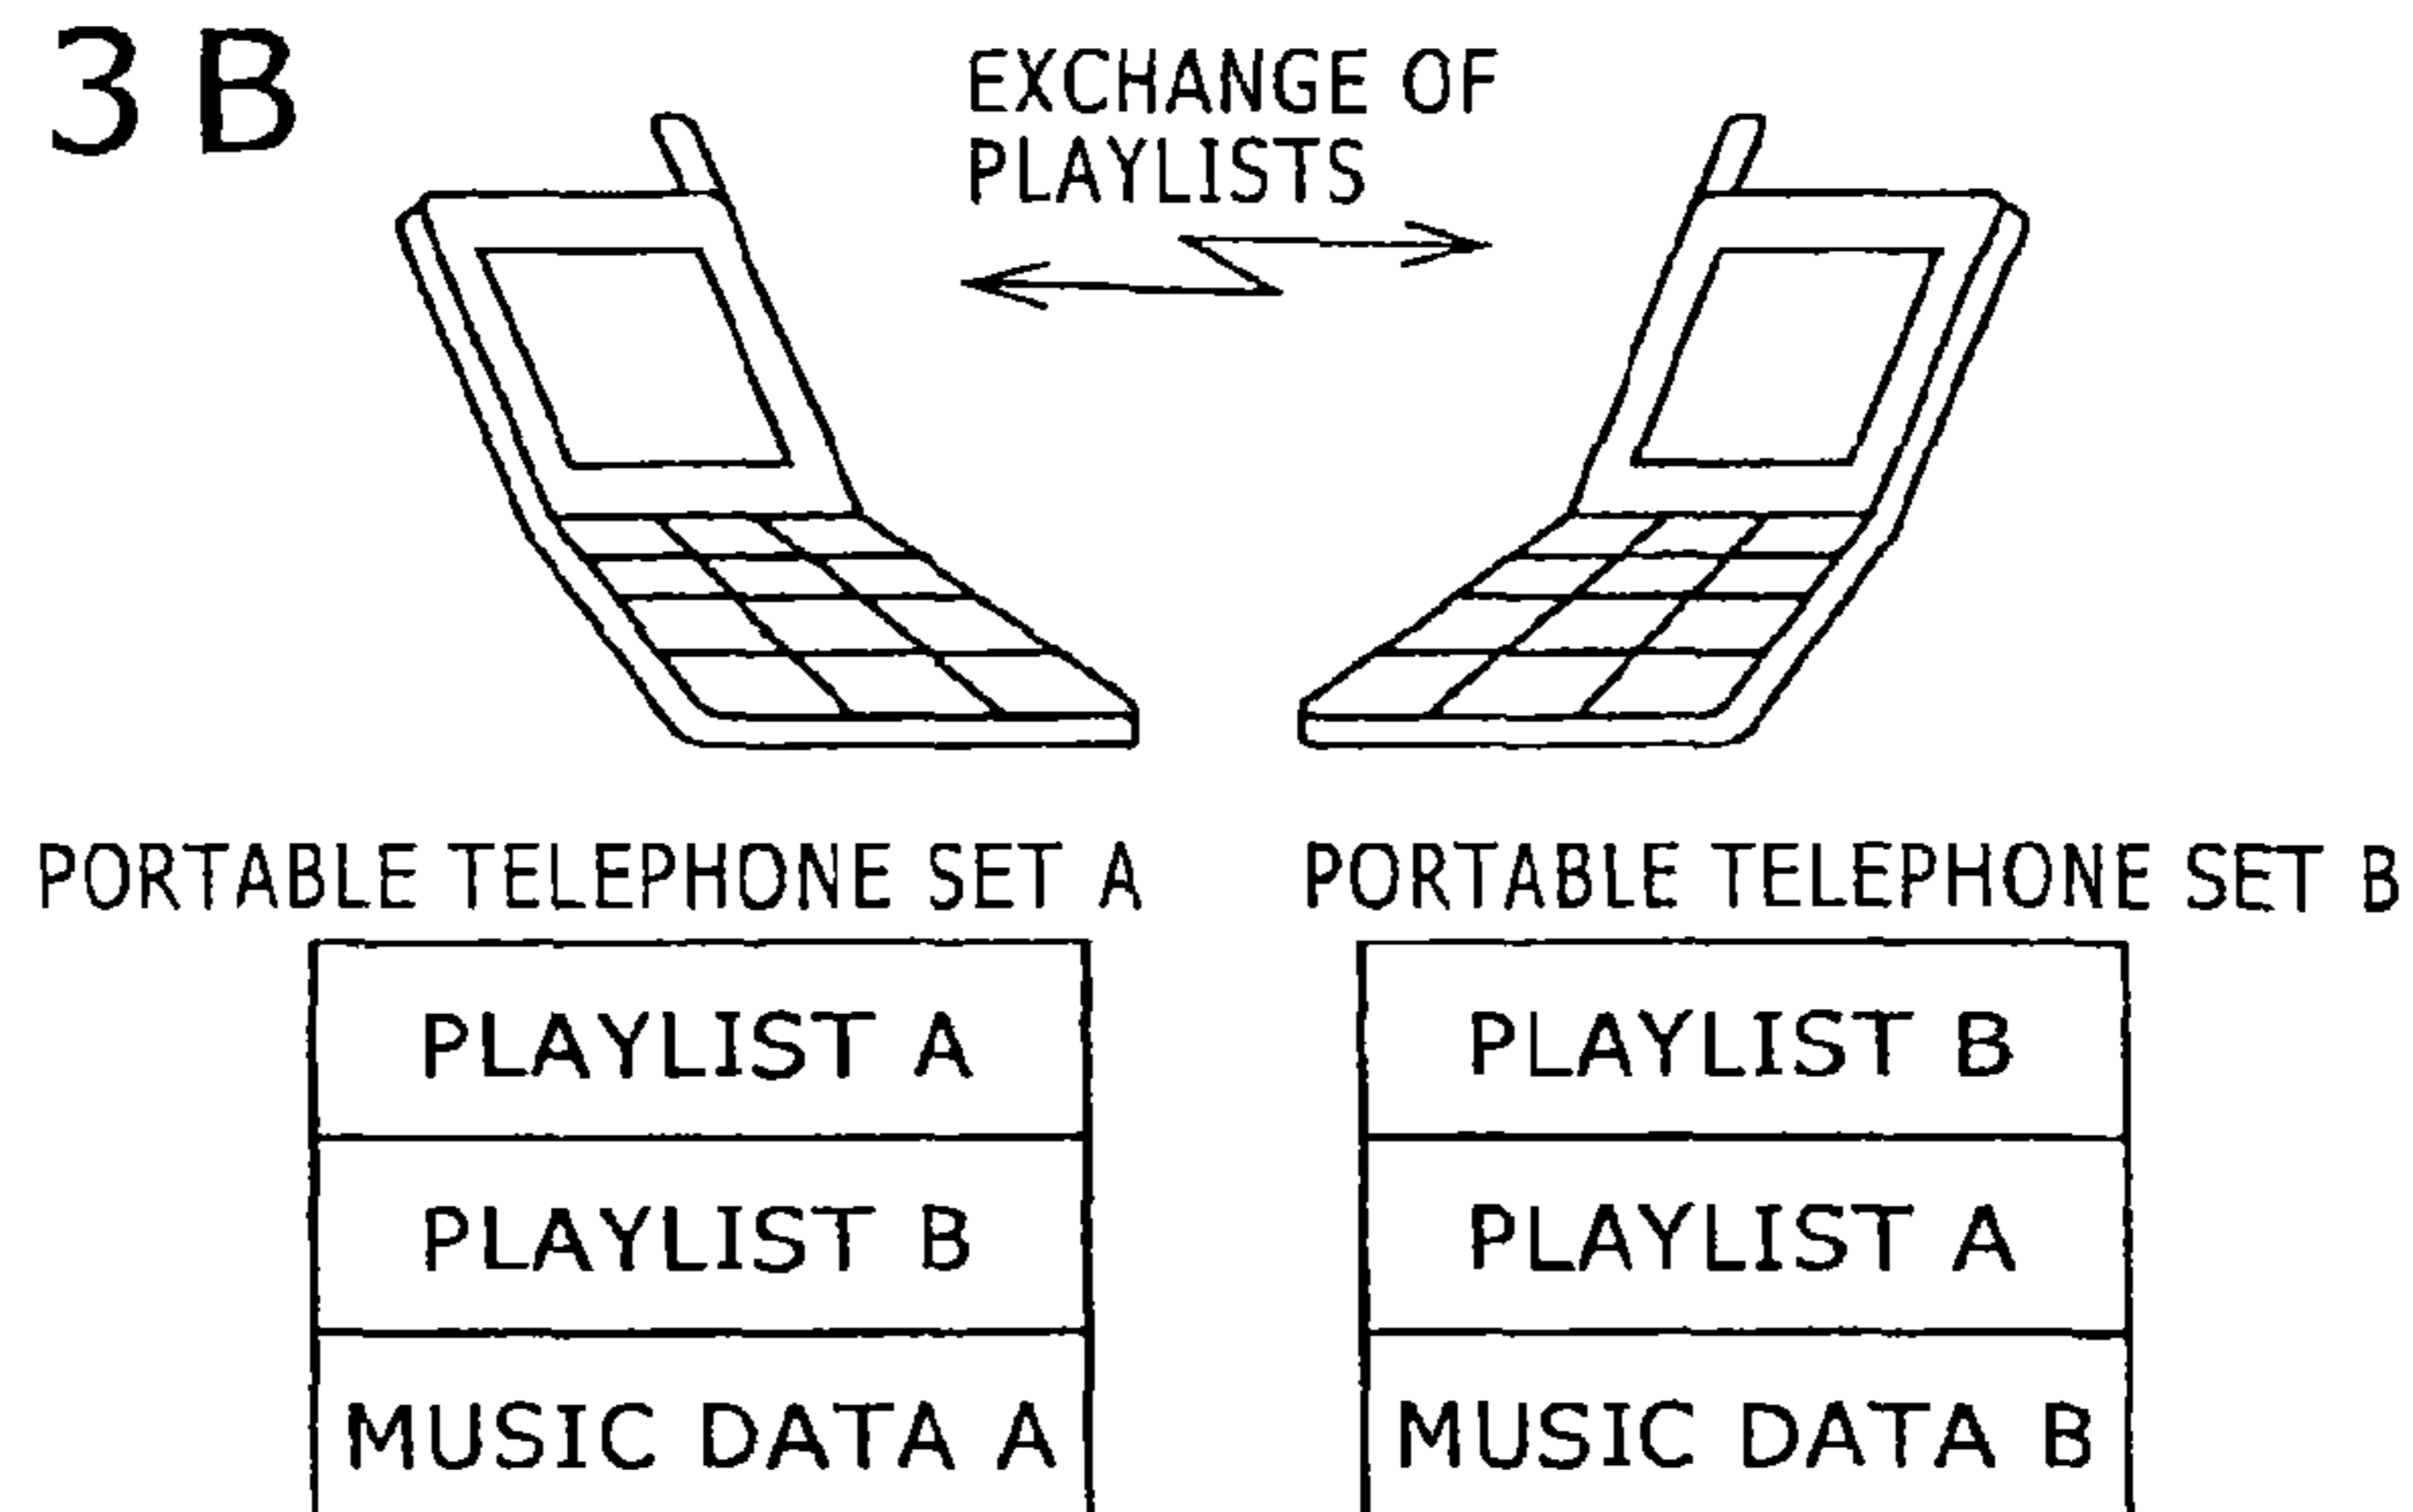 3B
EXCHANGE OF
PLAYLISTS
PORTABLE TELEPHONE SET A
PORTABLE TELEPHONE SET B
PLAYLIST A
PLAYLIST B
MUSIC DATA A
PLAYLIST B
PLAYLIST A
MUSIC DATA B